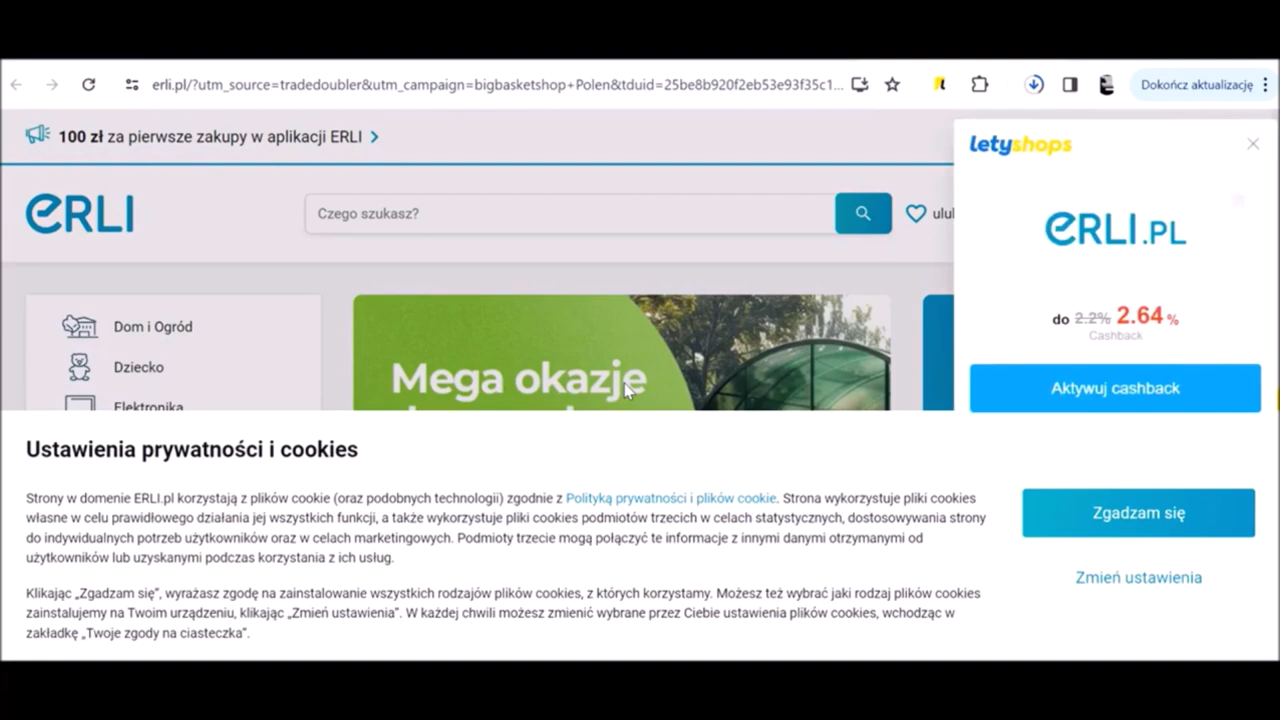 erli.pl/?utm_source=tradedoubler&utm_campaign=bigbasketshop+Polen&tduid=25be8b920f2eb53e93f35c1...
Dokończ aktualizację
100 zł za pierwsze zakupy w aplikacji ERLI
letyshops
ERLI
Czego szukasz?
ulul
ERLI.PL
do 2.2% 2.64 %
Cashback
Aktywuj cashback
Dom i Ogród
Dziecko
Elektronika
Mega okazje
Ustawienia prywatności i cookies
Strony w domenie ERLI.pl korzystają z plików cookie (oraz podobnych technologii) zgodnie z Polityką prywatności i plików cookie. Strona wykorzystuje pliki cookies
własne w celu prawidłowego działania jej wszystkich funkcji, a także wykorzystuje pliki cookies podmiotów trzecich w celach statystycznych, dostosowywania strony
do indywidualnych potrzeb użytkowników oraz w celach marketingowych. Podmioty trzecie mogą połączyć te informacje z innymi danymi otrzymanymi od
użytkowników lub uzyskanymi podczas korzystania z ich usług.
Klikając „Zgadzam się", wyrażasz zgodę na zainstalowanie wszystkich rodzajów plików cookies, z których korzystamy. Możesz też wybrać jaki rodzaj plików cookies
zainstalujemy na Twoim urządzeniu, klikając „Zmień ustawienia". W każdej chwili możesz zmienić wybrane przez Ciebie ustawienia plików cookies, wchodząc w
zakładkę „Twoje zgody na ciasteczka".
Zgadzam się
Zmień ustawienia